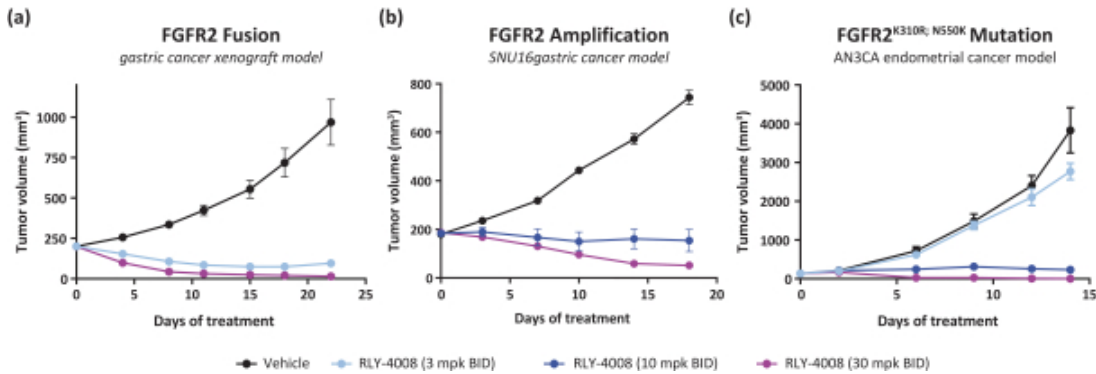 (a)
FGFR2 Fusion
gastric cancer xenograft model
Tumor volume (mm³)
1000
750
500
250
0
0 5 10 15 20 25
Days of treatment
(b)
FGFR2 Amplification
SNU16gastric cancer model
Tumor volume (mm³)
800
600
400
200
0
0 5 10 15 20
Days of treatment
(c)
FGFR2K310R; N550K Mutation
AN3CA endometrial cancer model
Tumor volume (mm³)
5000
4000
3000
2000
1000
0
0 5 10 15
Days of treatment
Vehicle RLY-4008 (3 mpk BID) RLY-4008 (10 mpk BID) RLY-4008 (30 mpk BID)